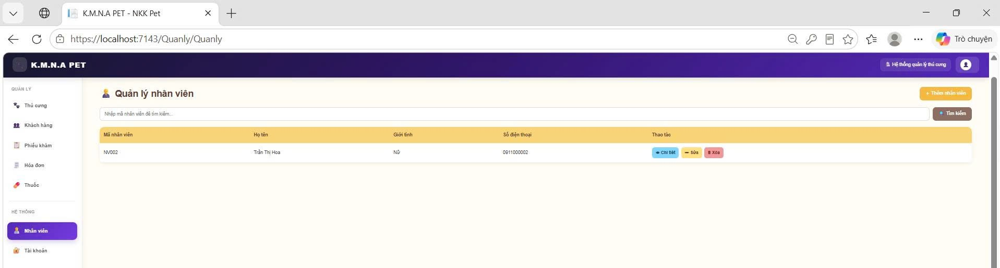 K.M.N.A PET - NKK Pet
https://localhost:7143/Quanly/Quanly
Trò chuyện
K.M.N.A PET
Hệ thống quản lý thú cưng
QUẢN LÝ
Thú cưng
Khách hàng
Phiếu khám
Hóa đơn
Thuốc
HỆ THỐNG
Nhân viên
Tài khoản
Quản lý nhân viên
+ Thêm nhân viên
Nhập mã nhân viên để tìm kiếm...
Tìm kiếm
Mã nhân viên Họ tên Giới tính Số điện thoại Thao tác
NV002 Trần Thị Hoa Nữ 0911000002 Chi tiết Sửa Xóa